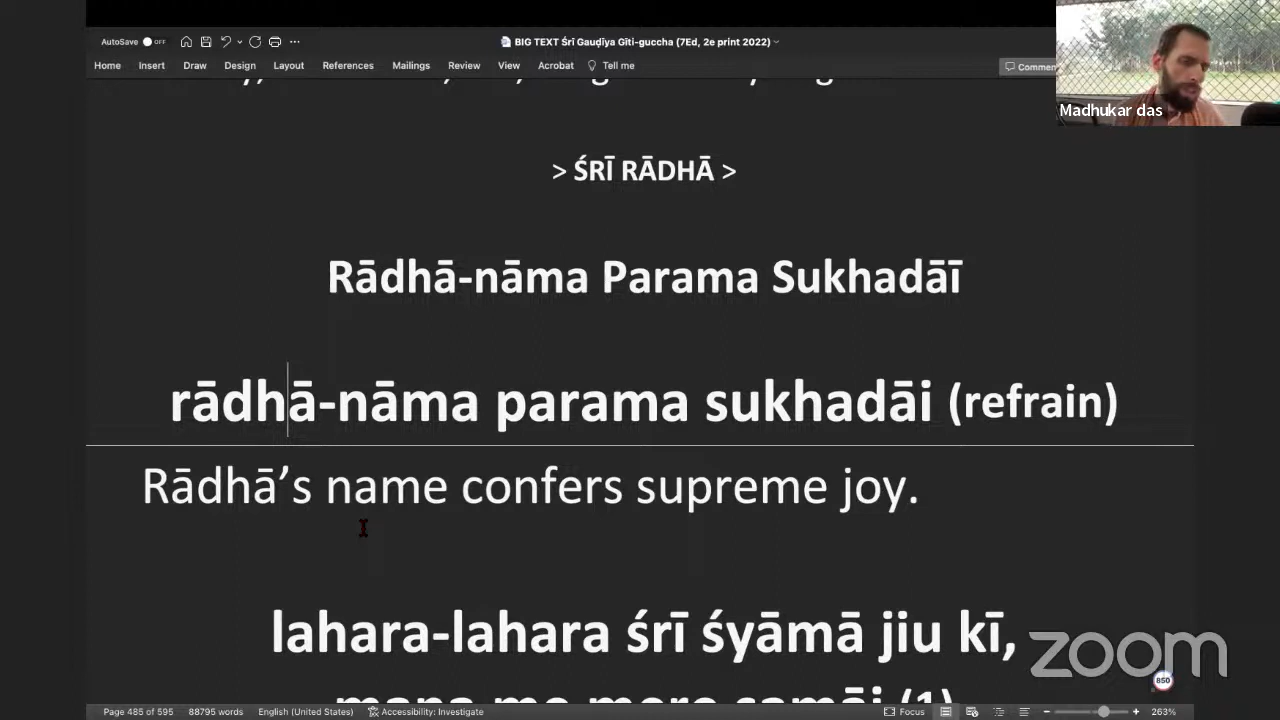 AutoSave OFF
BIG TEXT Śrī Gauḍīya Gīti-guccha (7Ed, 2e print 2022)
Home Insert Draw Design Layout References Mailings Review View Acrobat Tell me
Madhukar das
> ŚRĪ RĀDHĀ >
Rādhā-nāma Parama Sukhadāī
rādhā-nāma parama sukhadāi (refrain)
Rādhā’s name confers supreme joy.
lahara-lahara śrī śyāmā jiu kī,
zoom
850
Page 485 of 595 88795 words English (United States) Accessibility: Investigate Focus 263%